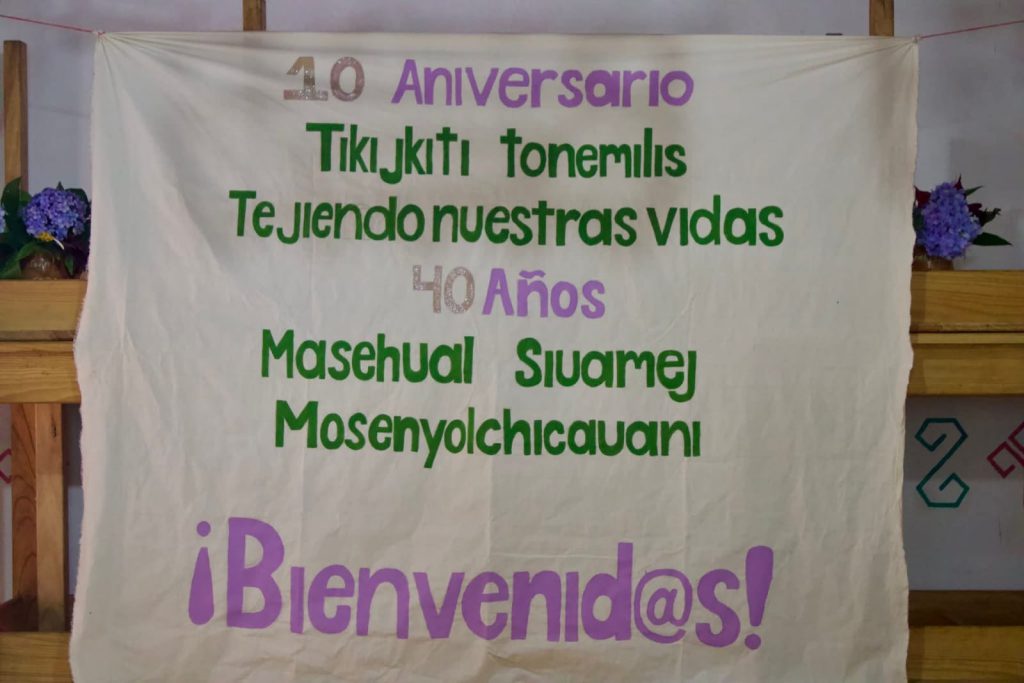 10 Aniversario
Tikijkiti tonemilis
Tejiendo nuestras vidas
40 Años
Masehual Siuamej
Mosenyolchicauani
¡Bienvenid@s!